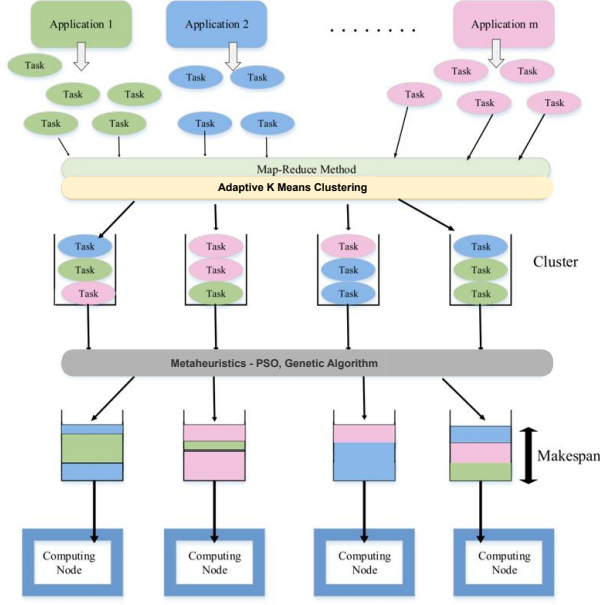 Application 1
Application 2
. . . . . . . .
Application m
Task
Task
Task
Task
Task
Task
Task
Task
Task
Task
Task
Task
Task
Task
Map-Reduce Method
Adaptive K Means Clustering
Task
Task
Task
Task
Task
Task
Task
Task
Task
Task
Task
Task
Cluster
Metaheuristics - PSO, Genetic Algorithm
Makespan
Computing
Node
Computing
Node
Computing
Node
Computing
Node